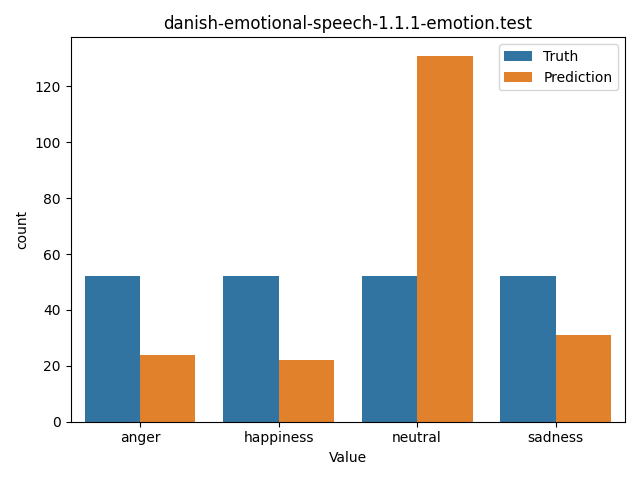 danish-emotional-speech-1.1.1-emotion.test
Truth
Prediction
count
120
100
80
60
40
20
0
anger happiness neutral sadness
Value